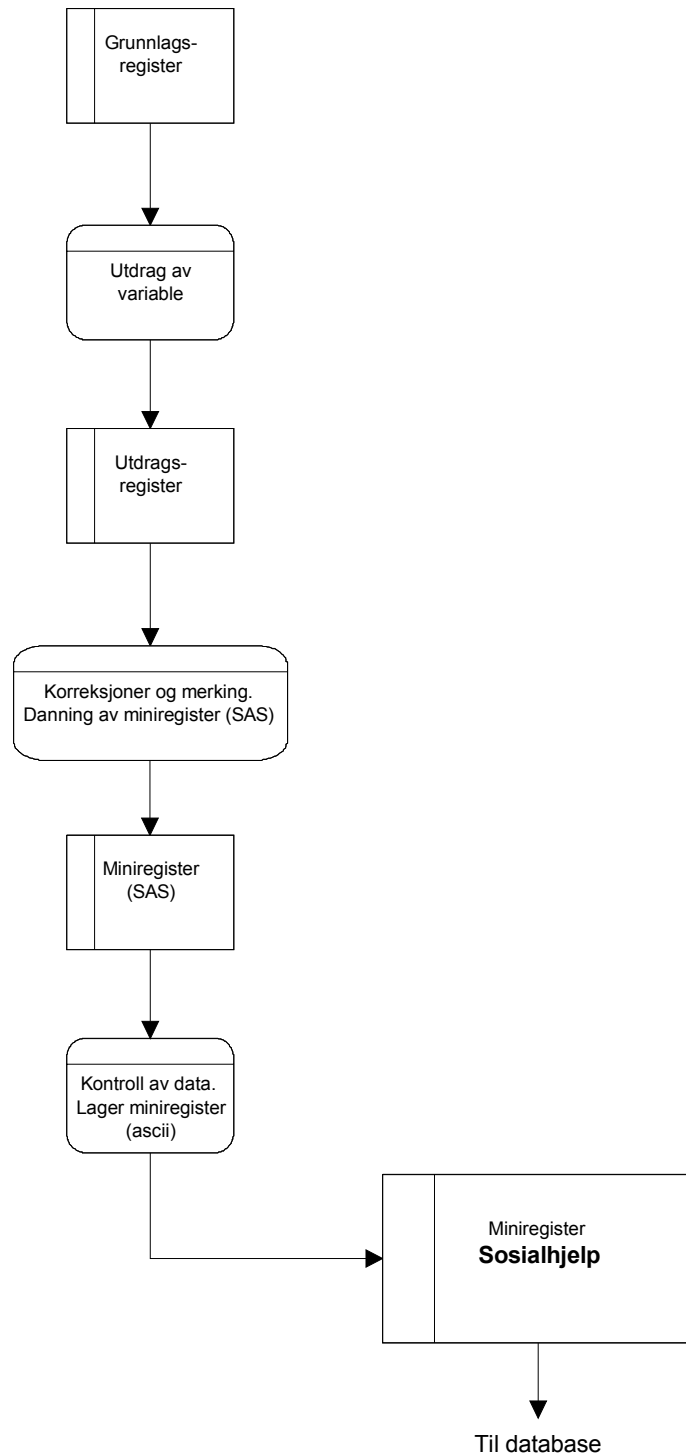 Grunnlags-
register
Utdrag av
variable
Utdrags-
register
Korreksjoner og merking.
Danning av miniregister (SAS)
Miniregister
(SAS)
Kontroll av data.
Lager miniregister
(ascii)
Miniregister
Sosialhjelp
Til database